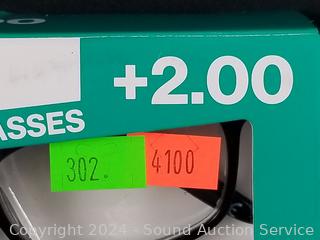 +2.00
ASSES
302.
4100
Copyright 2024 - Sound Auction Service